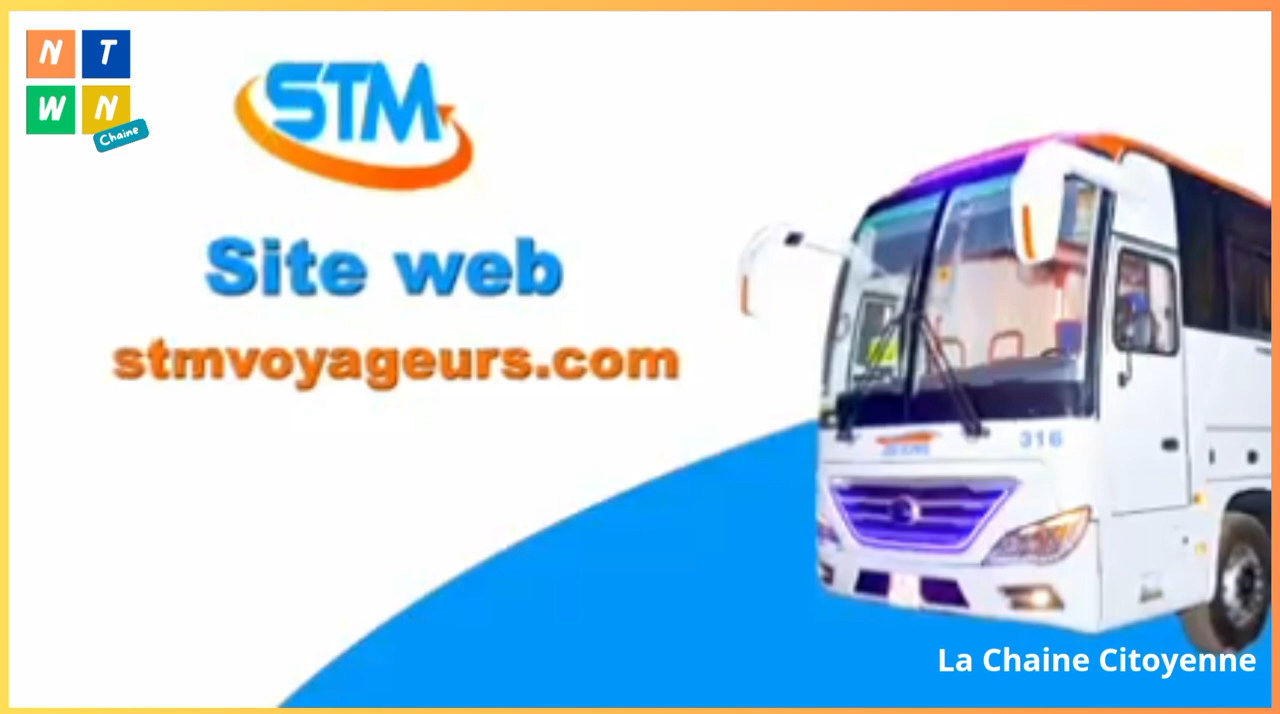 N T
W N
Chaine
STM
Site web
stmvoyageurs.com
316
La Chaine Citoyenne